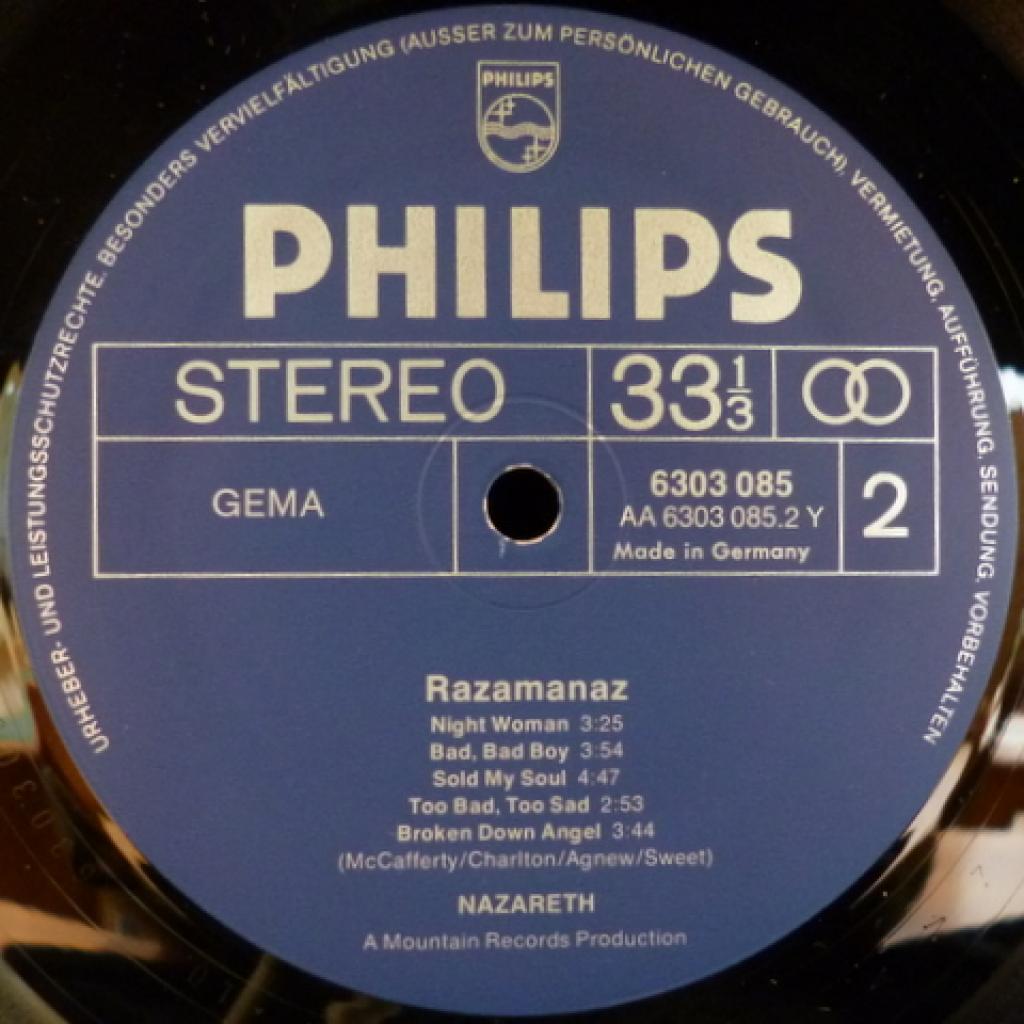 URHEBER- UND LEISTUNGSSCHUTZRECHTE, BESONDERS VERVIELFÄLTIGUNG (AUSSER ZUM PERSÖNLICHEN GEBRAUCH), VERMIETUNG, AUFFÜHRUNG, SENDUNG, VORBEHALTEN
PHILIPS
PHILIPS
STEREO 33 1/3
GEMA
6303 085
AA 6303 085.2 Y
Made in Germany
2
Razamanaz
Night Woman 3:25
Bad, Bad Boy 3:54
Sold My Soul 4:47
Too Bad, Too Sad 2:53
Broken Down Angel 3:44
(McCafferty/Charlton/Agnew/Sweet)
NAZARETH
A Mountain Records Production